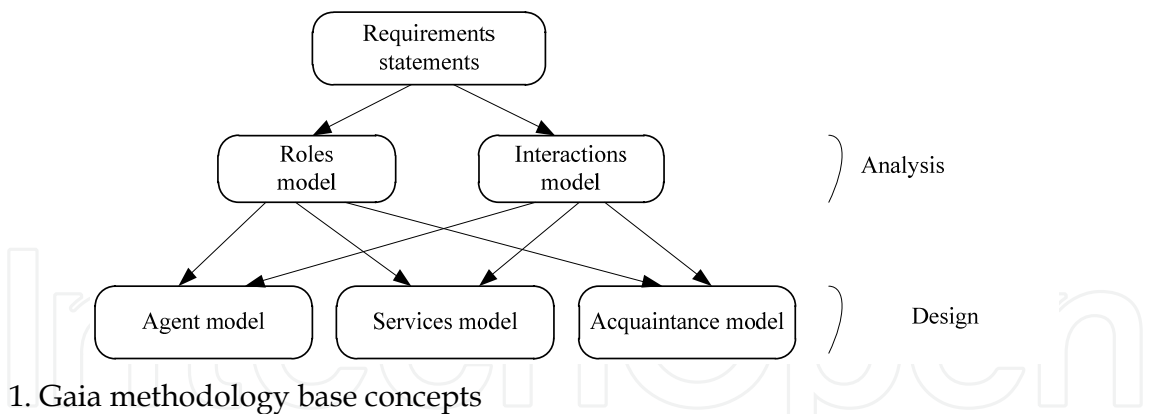 Requirements
statements
Roles
model
Interactions
model
Analysis
Agent model
Services model
Acquaintance model
Design
1. Gaia methodology base concepts